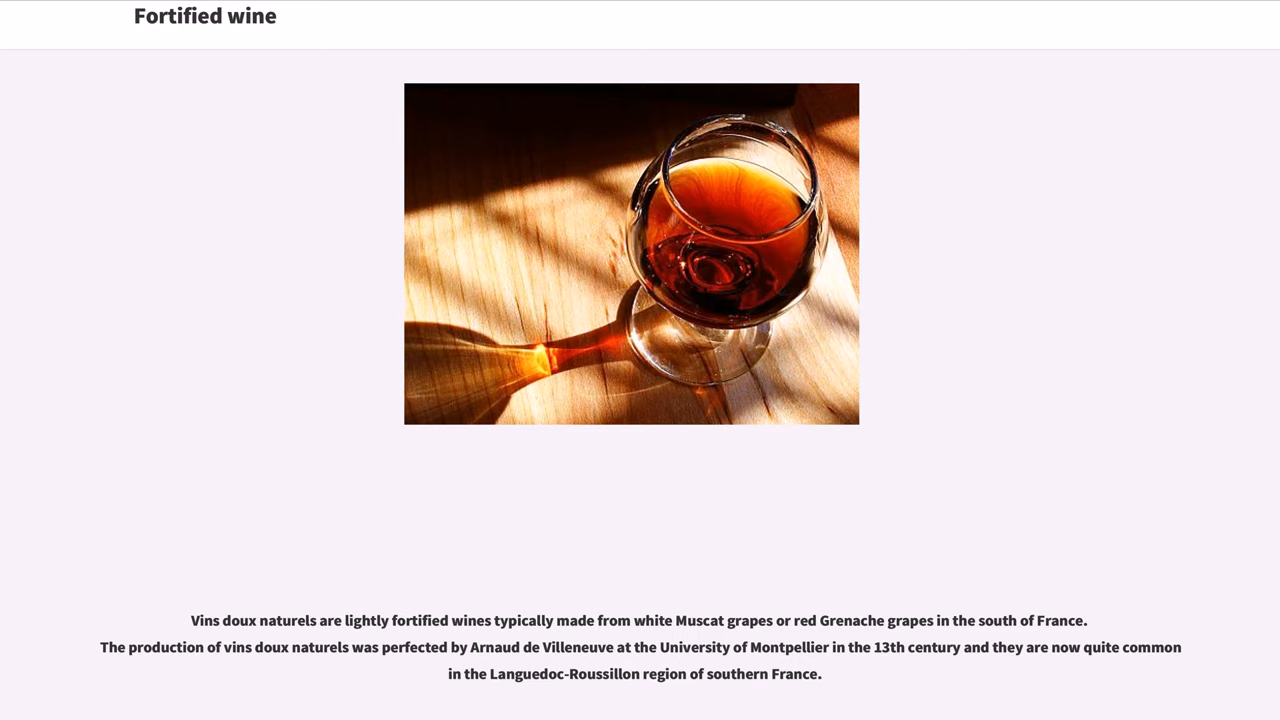 Fortified wine
Vins doux naturels are lightly fortified wines typically made from white Muscat grapes or red Grenache grapes in the south of France.
The production of vins doux naturels was perfected by Arnaud de Villeneuve at the University of Montpellier in the 13th century and they are now quite common
in the Languedoc-Roussillon region of southern France.